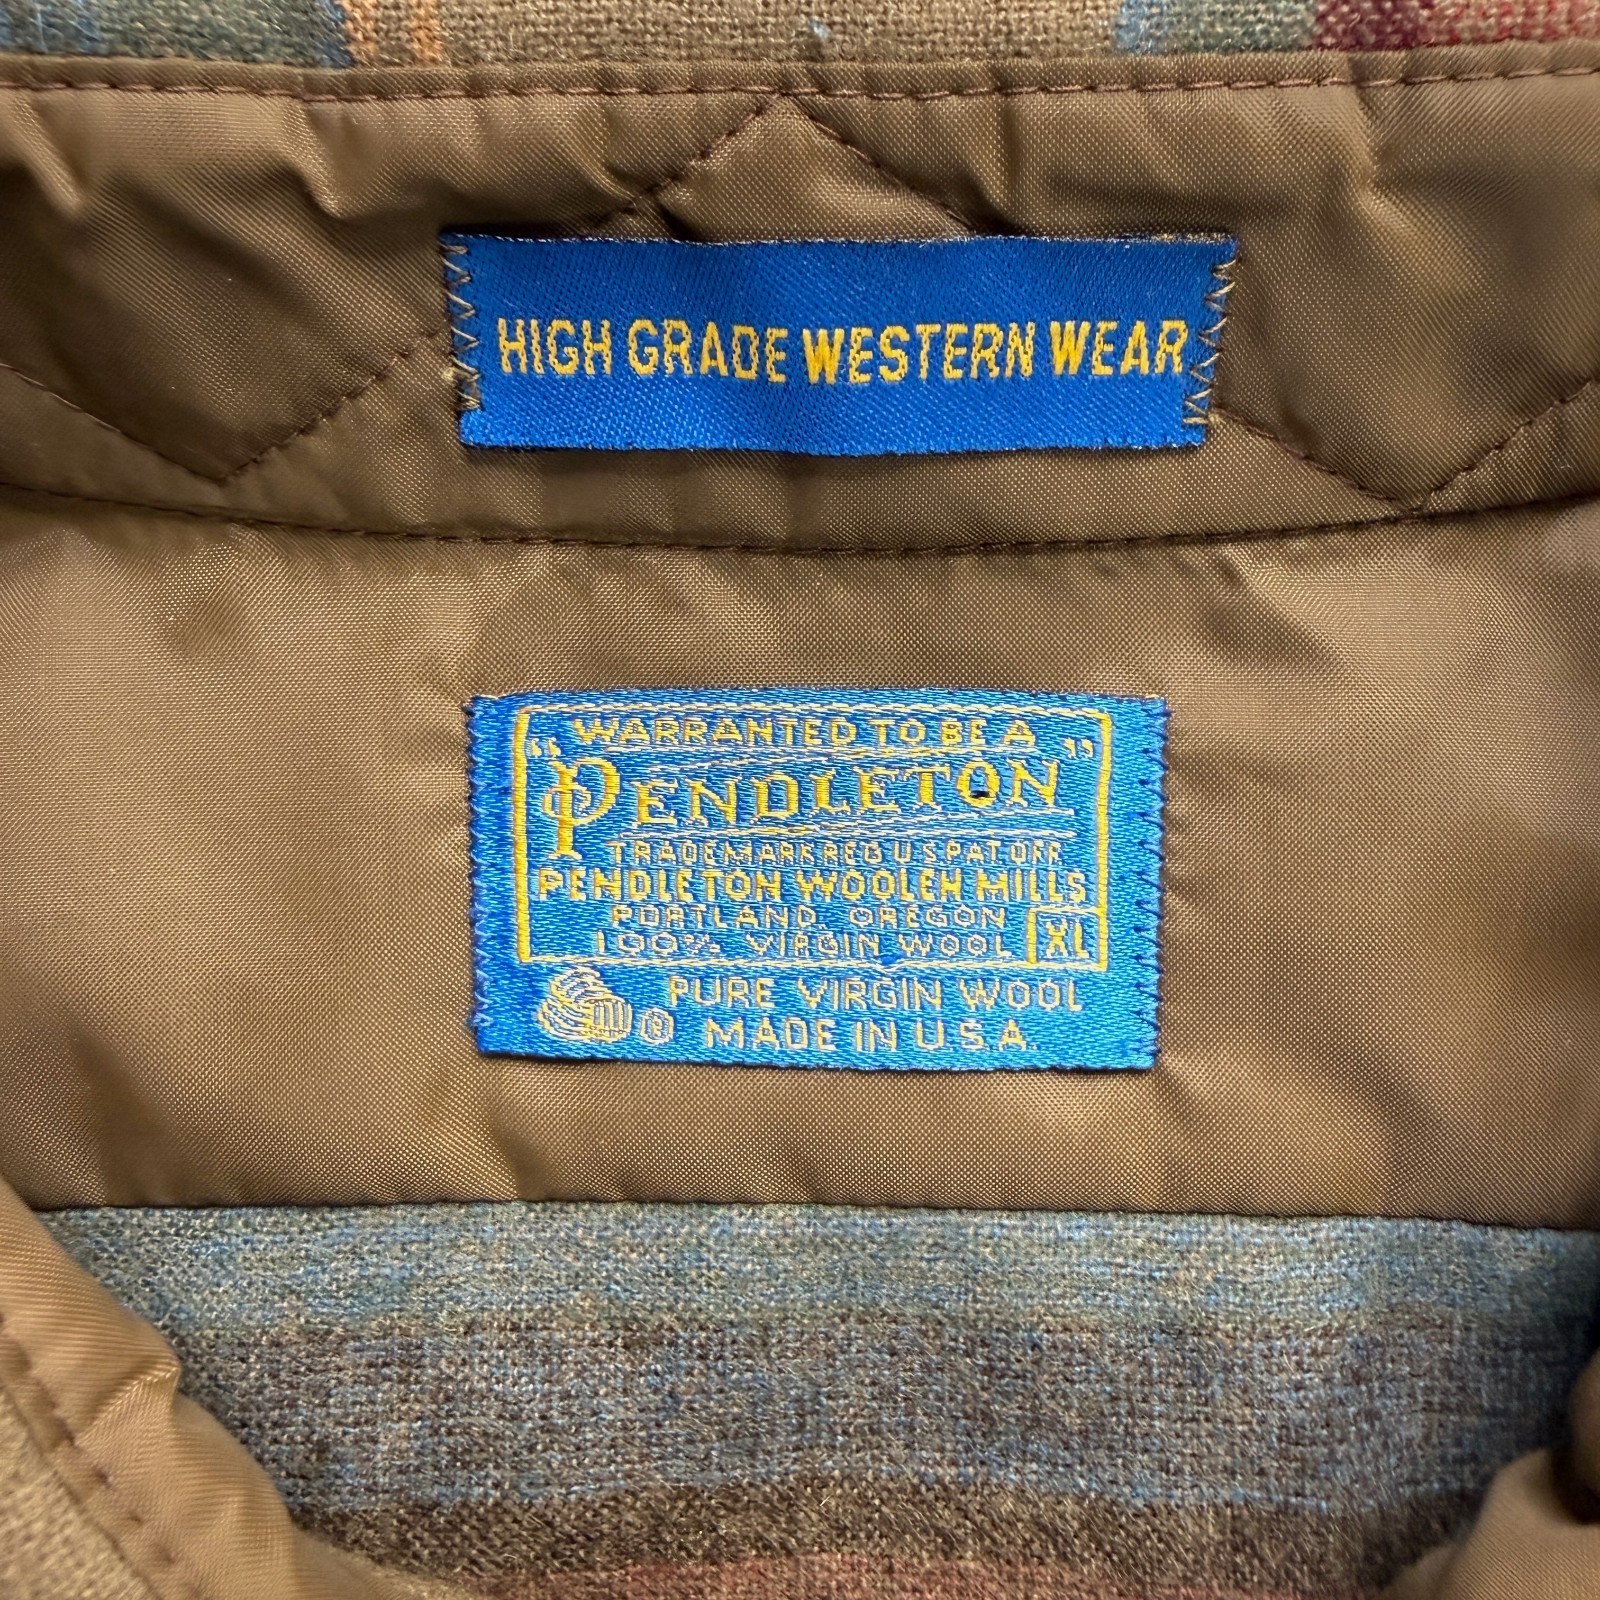 HIGH GRADE WESTERN WEAR
WARRANTED TO BE A
"PENDLETON"
TRADEMARK REG U S PAT OFF
PENDLETON WOOLEN MILLS
PORTLAND, OREGON
100% VIRGIN WOOL XL
PURE VIRGIN WOOL
® MADE IN U.S.A.